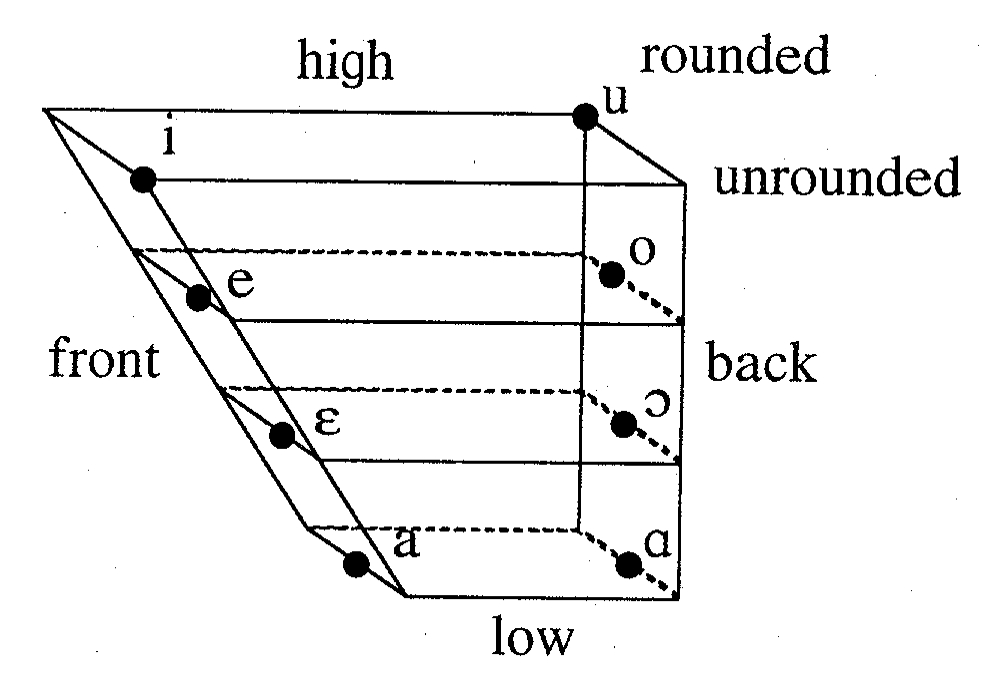 high rounded
u
i
unrounded
o
e
front back
ɔ
ɛ
a ɑ
low